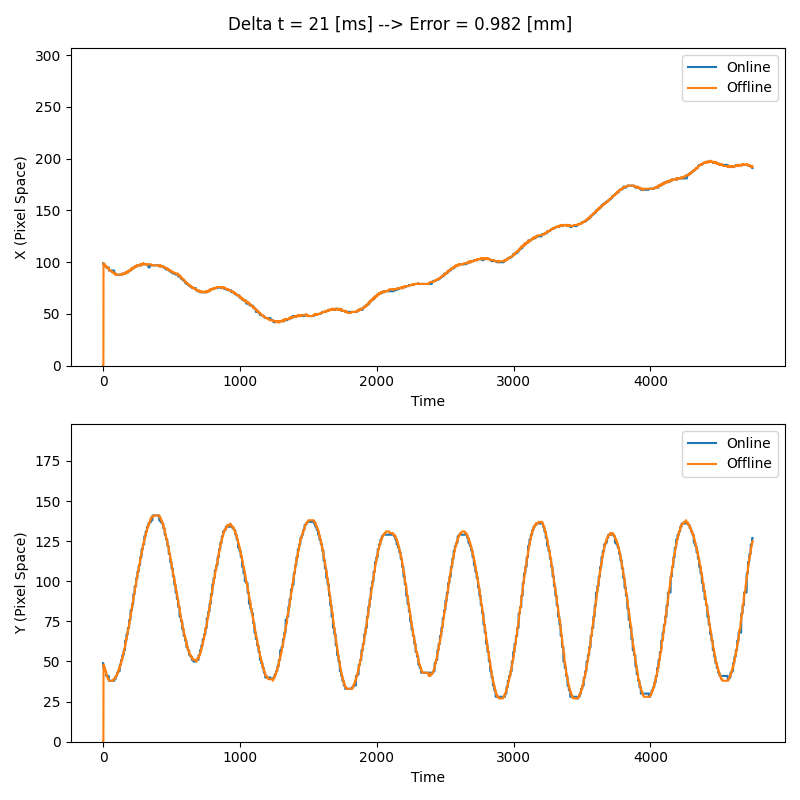 Delta t = 21 [ms] --> Error = 0.982 [mm]
300
250
200
150
100
50
0
X (Pixel Space)
Online
Offline
0 1000 2000 3000 4000
Time
175
150
125
100
75
50
25
0
Y (Pixel Space)
Online
Offline
0 1000 2000 3000 4000
Time